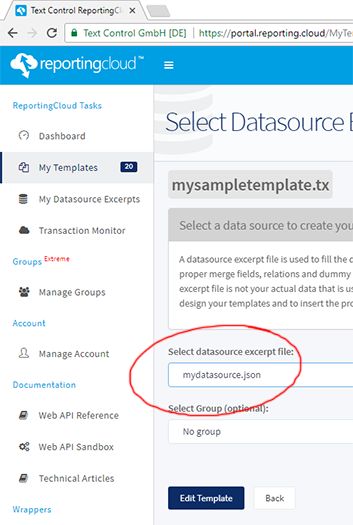 Text Control ReportingCl
Text Control GmbH [DE]
https://portal.reporting.cloud/MyTe
reportingcloud™
ReportingCloud Tasks
Dashboard
My Templates 20
My Datasource Excerpts
Transaction Monitor
Groups Extreme
Manage Groups
Account
Manage Account
Documentation
Web API Reference
Web API Sandbox
Technical Articles
Wrappers
Select Datasource E
mysampletemplate.tx
Select a data source to create you
A datasource excerpt file is used to fill the d
proper merge fields, relations and dummy
excerpt file is not your actual data that is us
design your templates and to insert the pro
Select datasource excerpt file:
mydatasource.json
Select Group (optional):
No group
Edit Template
Back